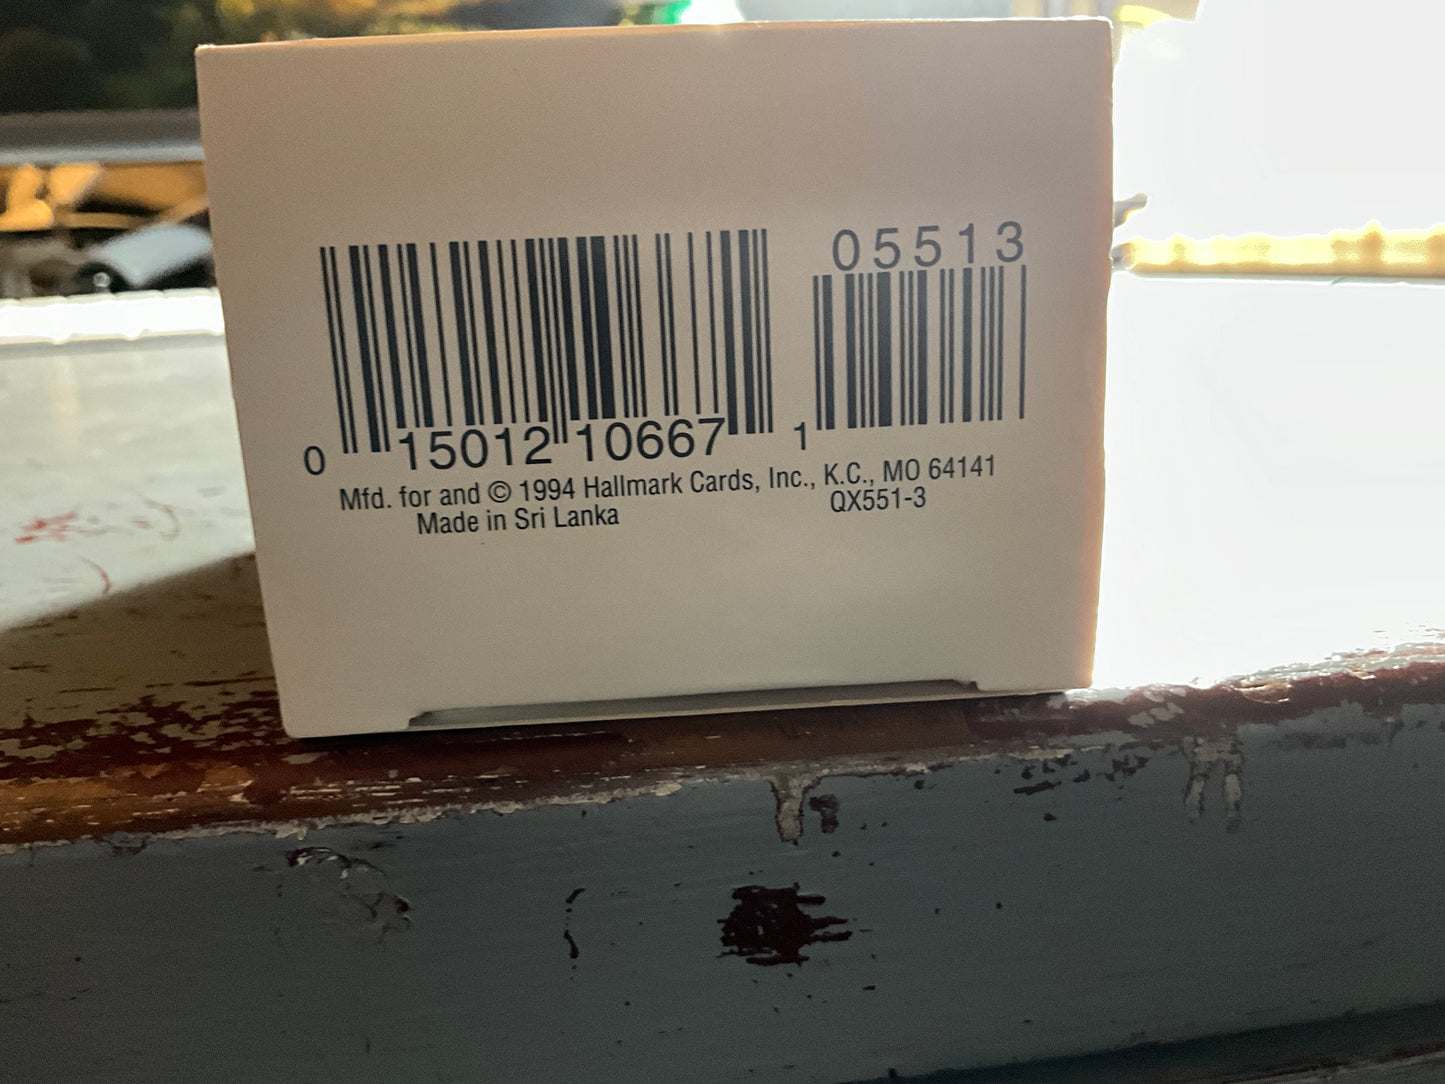 05513
0 15012 10667 1
Mfd. for and © 1994 Hallmark Cards, Inc., K.C., MO 64141
Made in Sri Lanka QX551-3